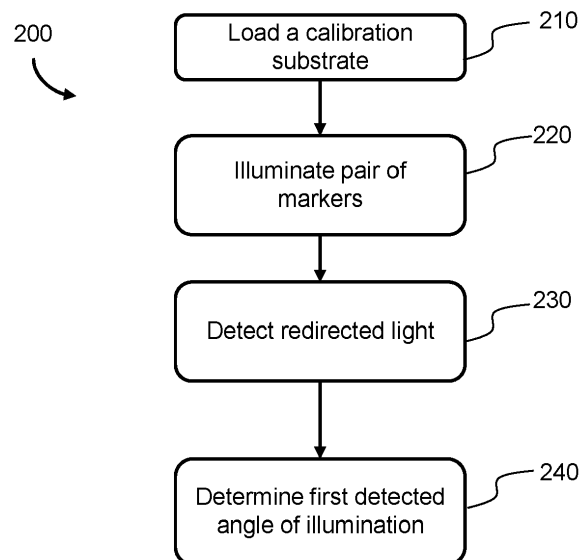 200
Load a calibration
substrate
210
Illuminate pair of
markers
220
Detect redirected light
230
Determine first detected
angle of illumination
240